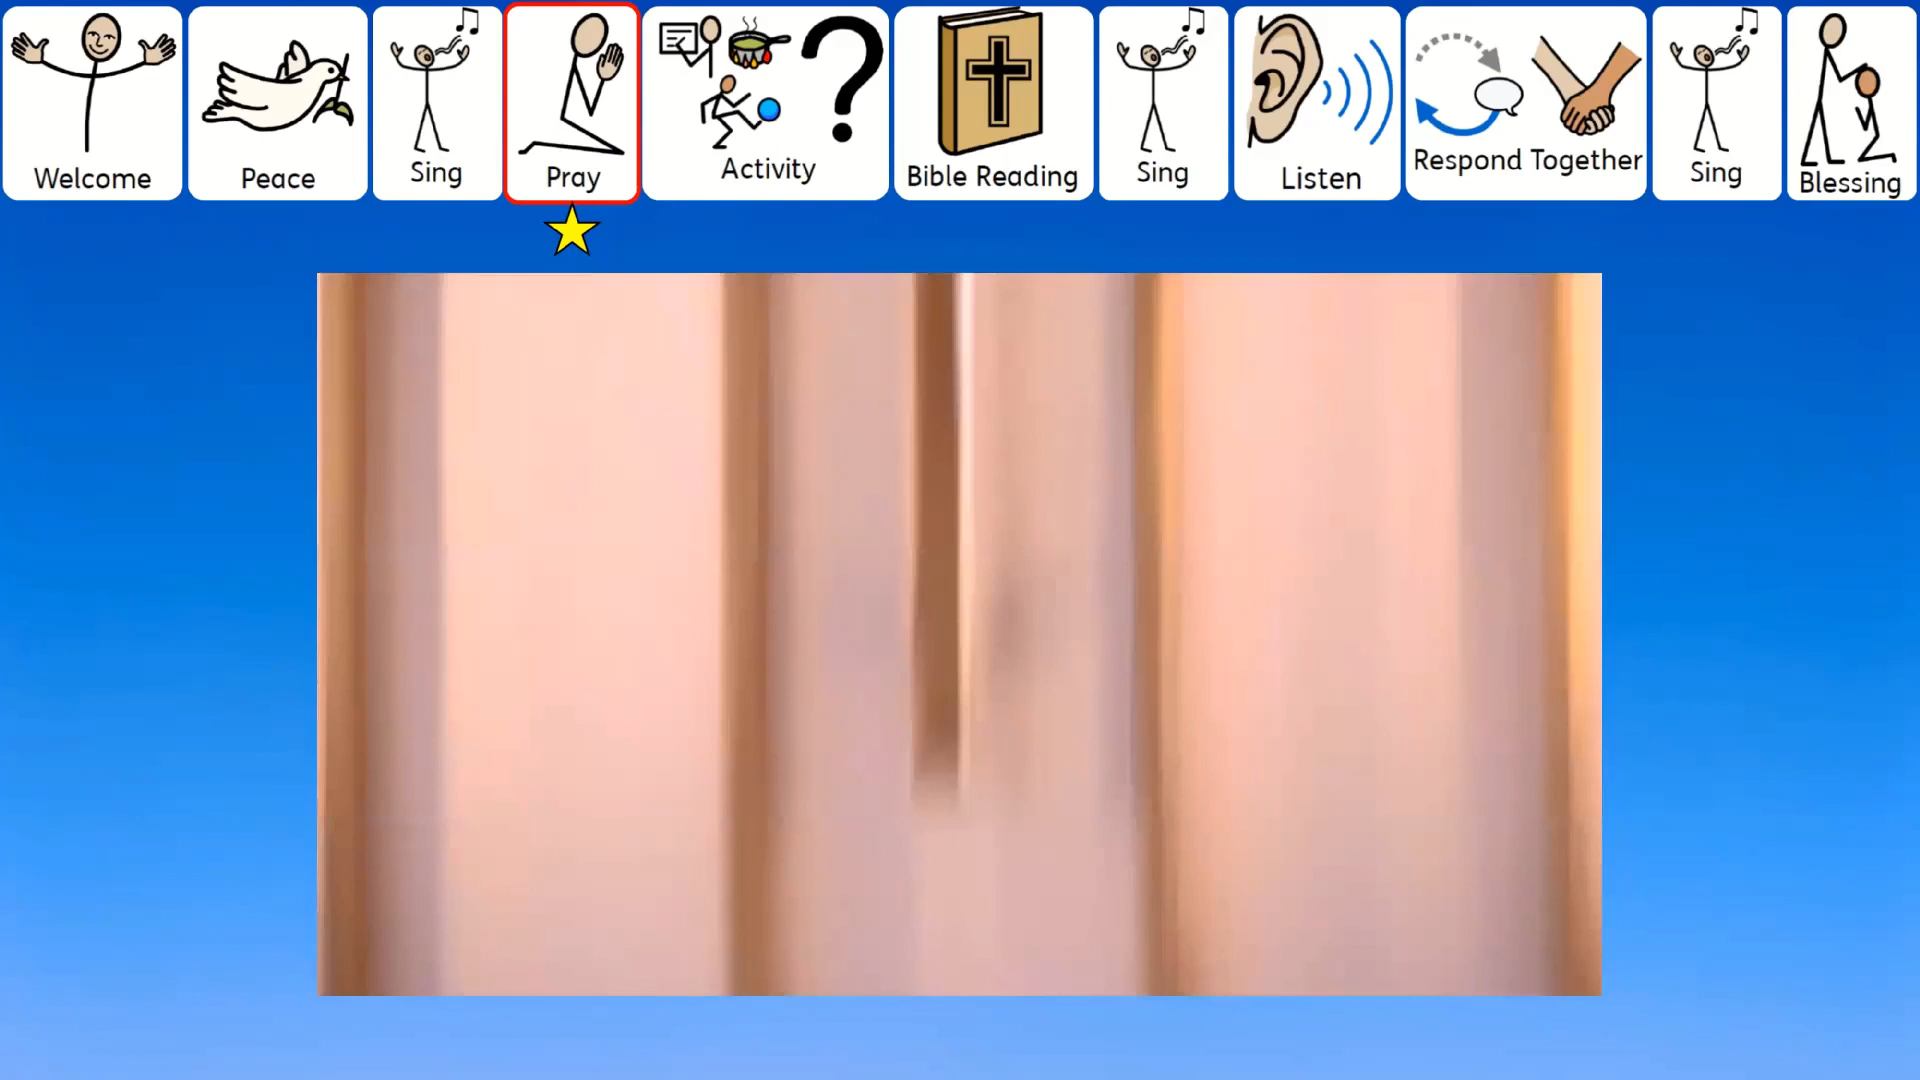 Welcome
Peace
Sing
Pray
Activity
Bible Reading
Sing
Listen
Respond Together
Sing
Blessing